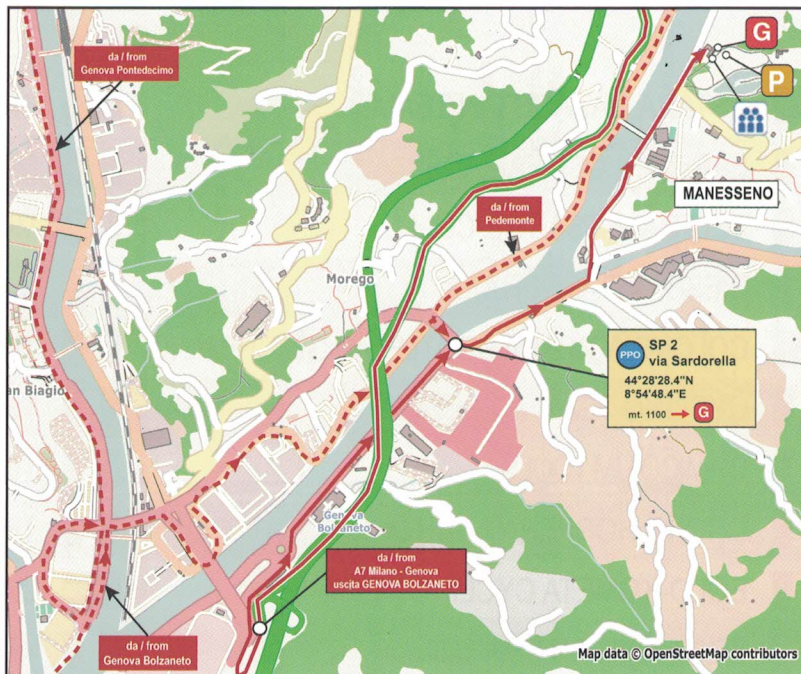 da / from
Genova Pontedecimo
G
P
MANESSENO
da / from
Pedemonte
Morego
PPO
SP 2
via Sardorella
44°28'28.4"N
8°54'48.4"E
mt. 1100
G
an Biagio
Genova
Bolzaneto
da / from
A7 Milano - Genova
uscita GENOVA BOLZANETO
da / from
Genova Bolzaneto
Map data © OpenStreetMap contributors